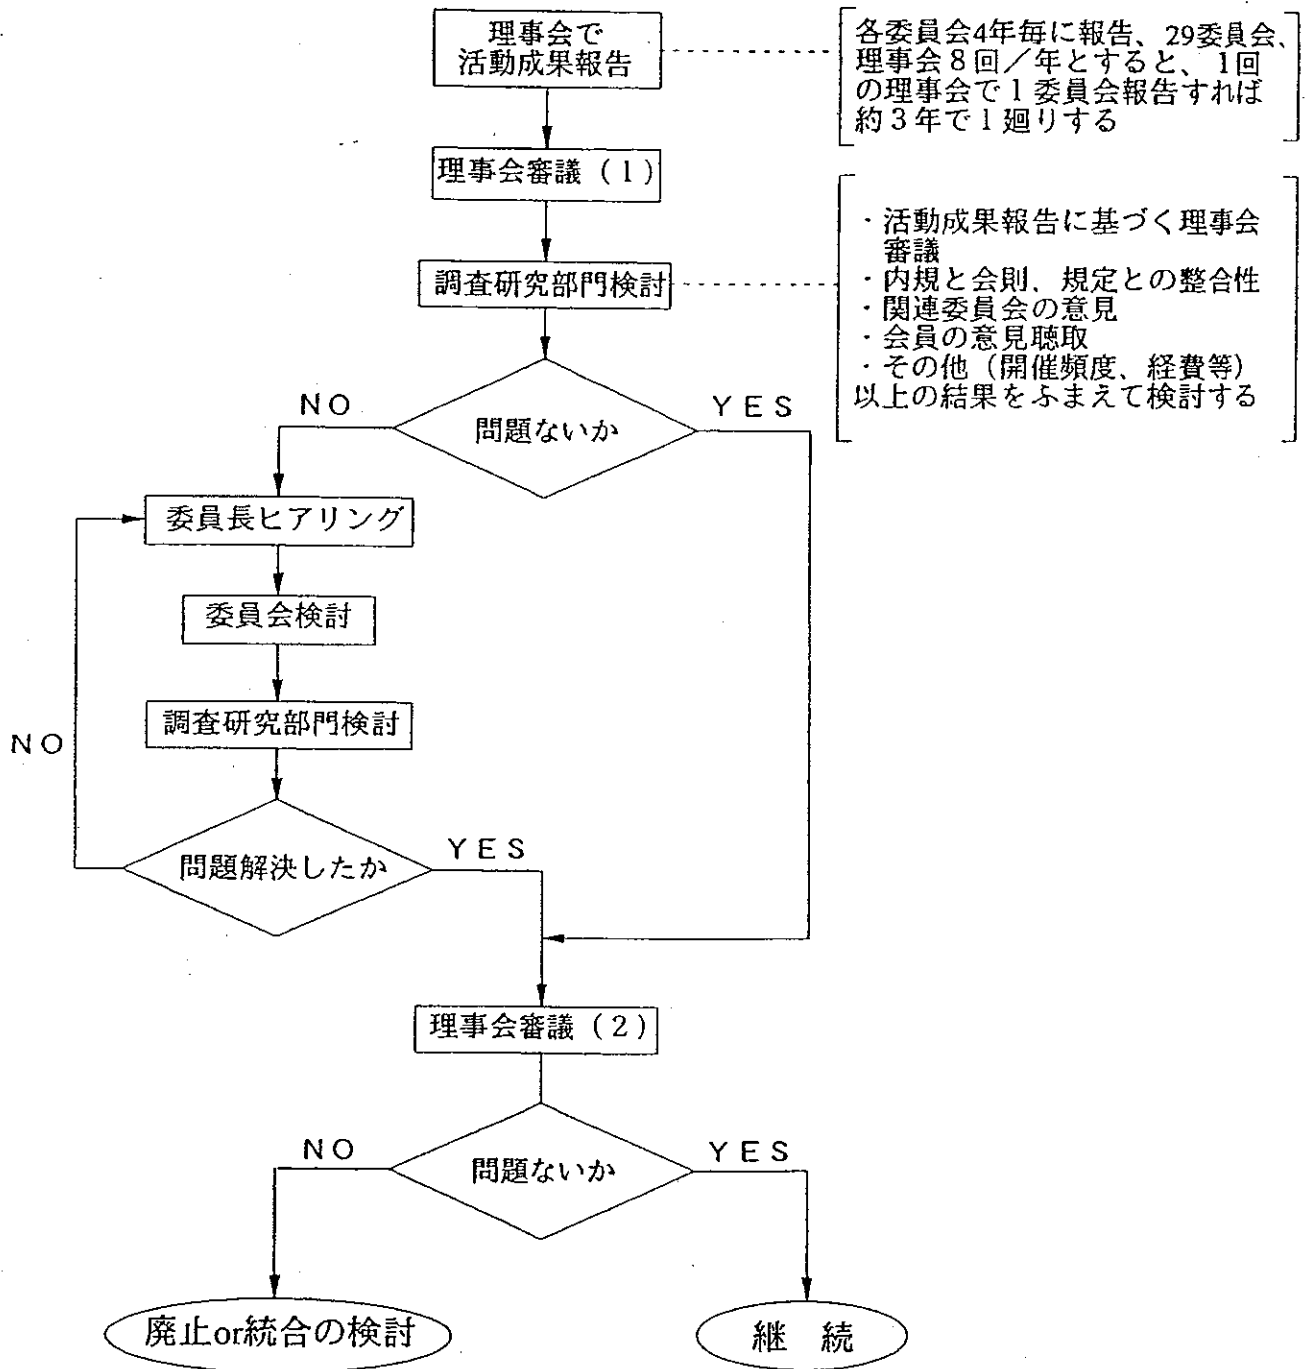 理事会で
活動成果報告
各委員会4年毎に報告、29委員会、
理事会8回／年とすると、1回
の理事会で1委員会報告すれば
約3年で1廻りする
理事会審議（1）
調査研究部門検討
・活動成果報告に基づく理事会
審議
・内規と会則、規定との整合性
・関連委員会の意見
・会員の意見聴取
・その他（開催頻度、経費等）
以上の結果をふまえて検討する
問題ないか
NO
YES
委員長ヒアリング
委員会検討
調査研究部門検討
NO
問題解決したか
YES
理事会審議（2）
問題ないか
NO
YES
廃止or統合の検討
継　続